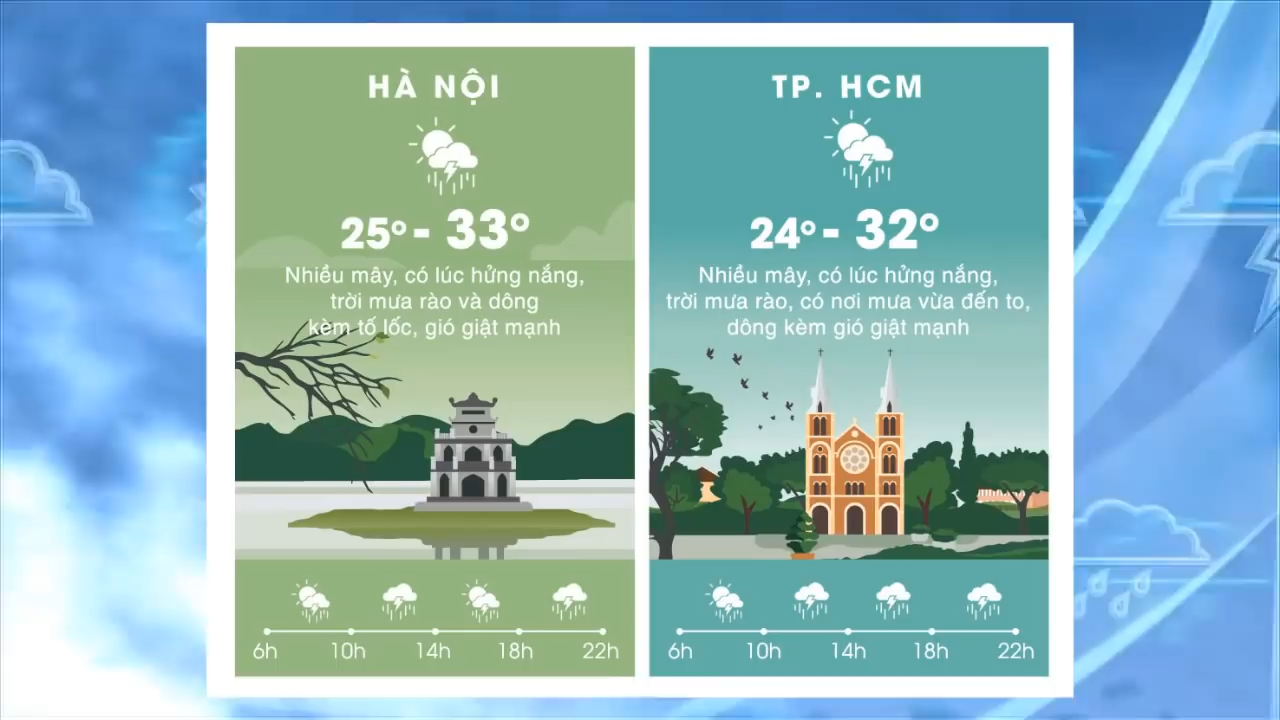 HÀ NỘI
25° - 33°
Nhiều mây, có lúc hửng nắng,
trời mưa rào và dông
kèm tố lốc, gió giật mạnh
6h 10h 14h 18h 22h
TP. HCM
24° - 32°
Nhiều mây, có lúc hửng nắng,
trời mưa rào, có nơi mưa vừa đến to,
dông kèm gió giật mạnh
6h 10h 14h 18h 22h